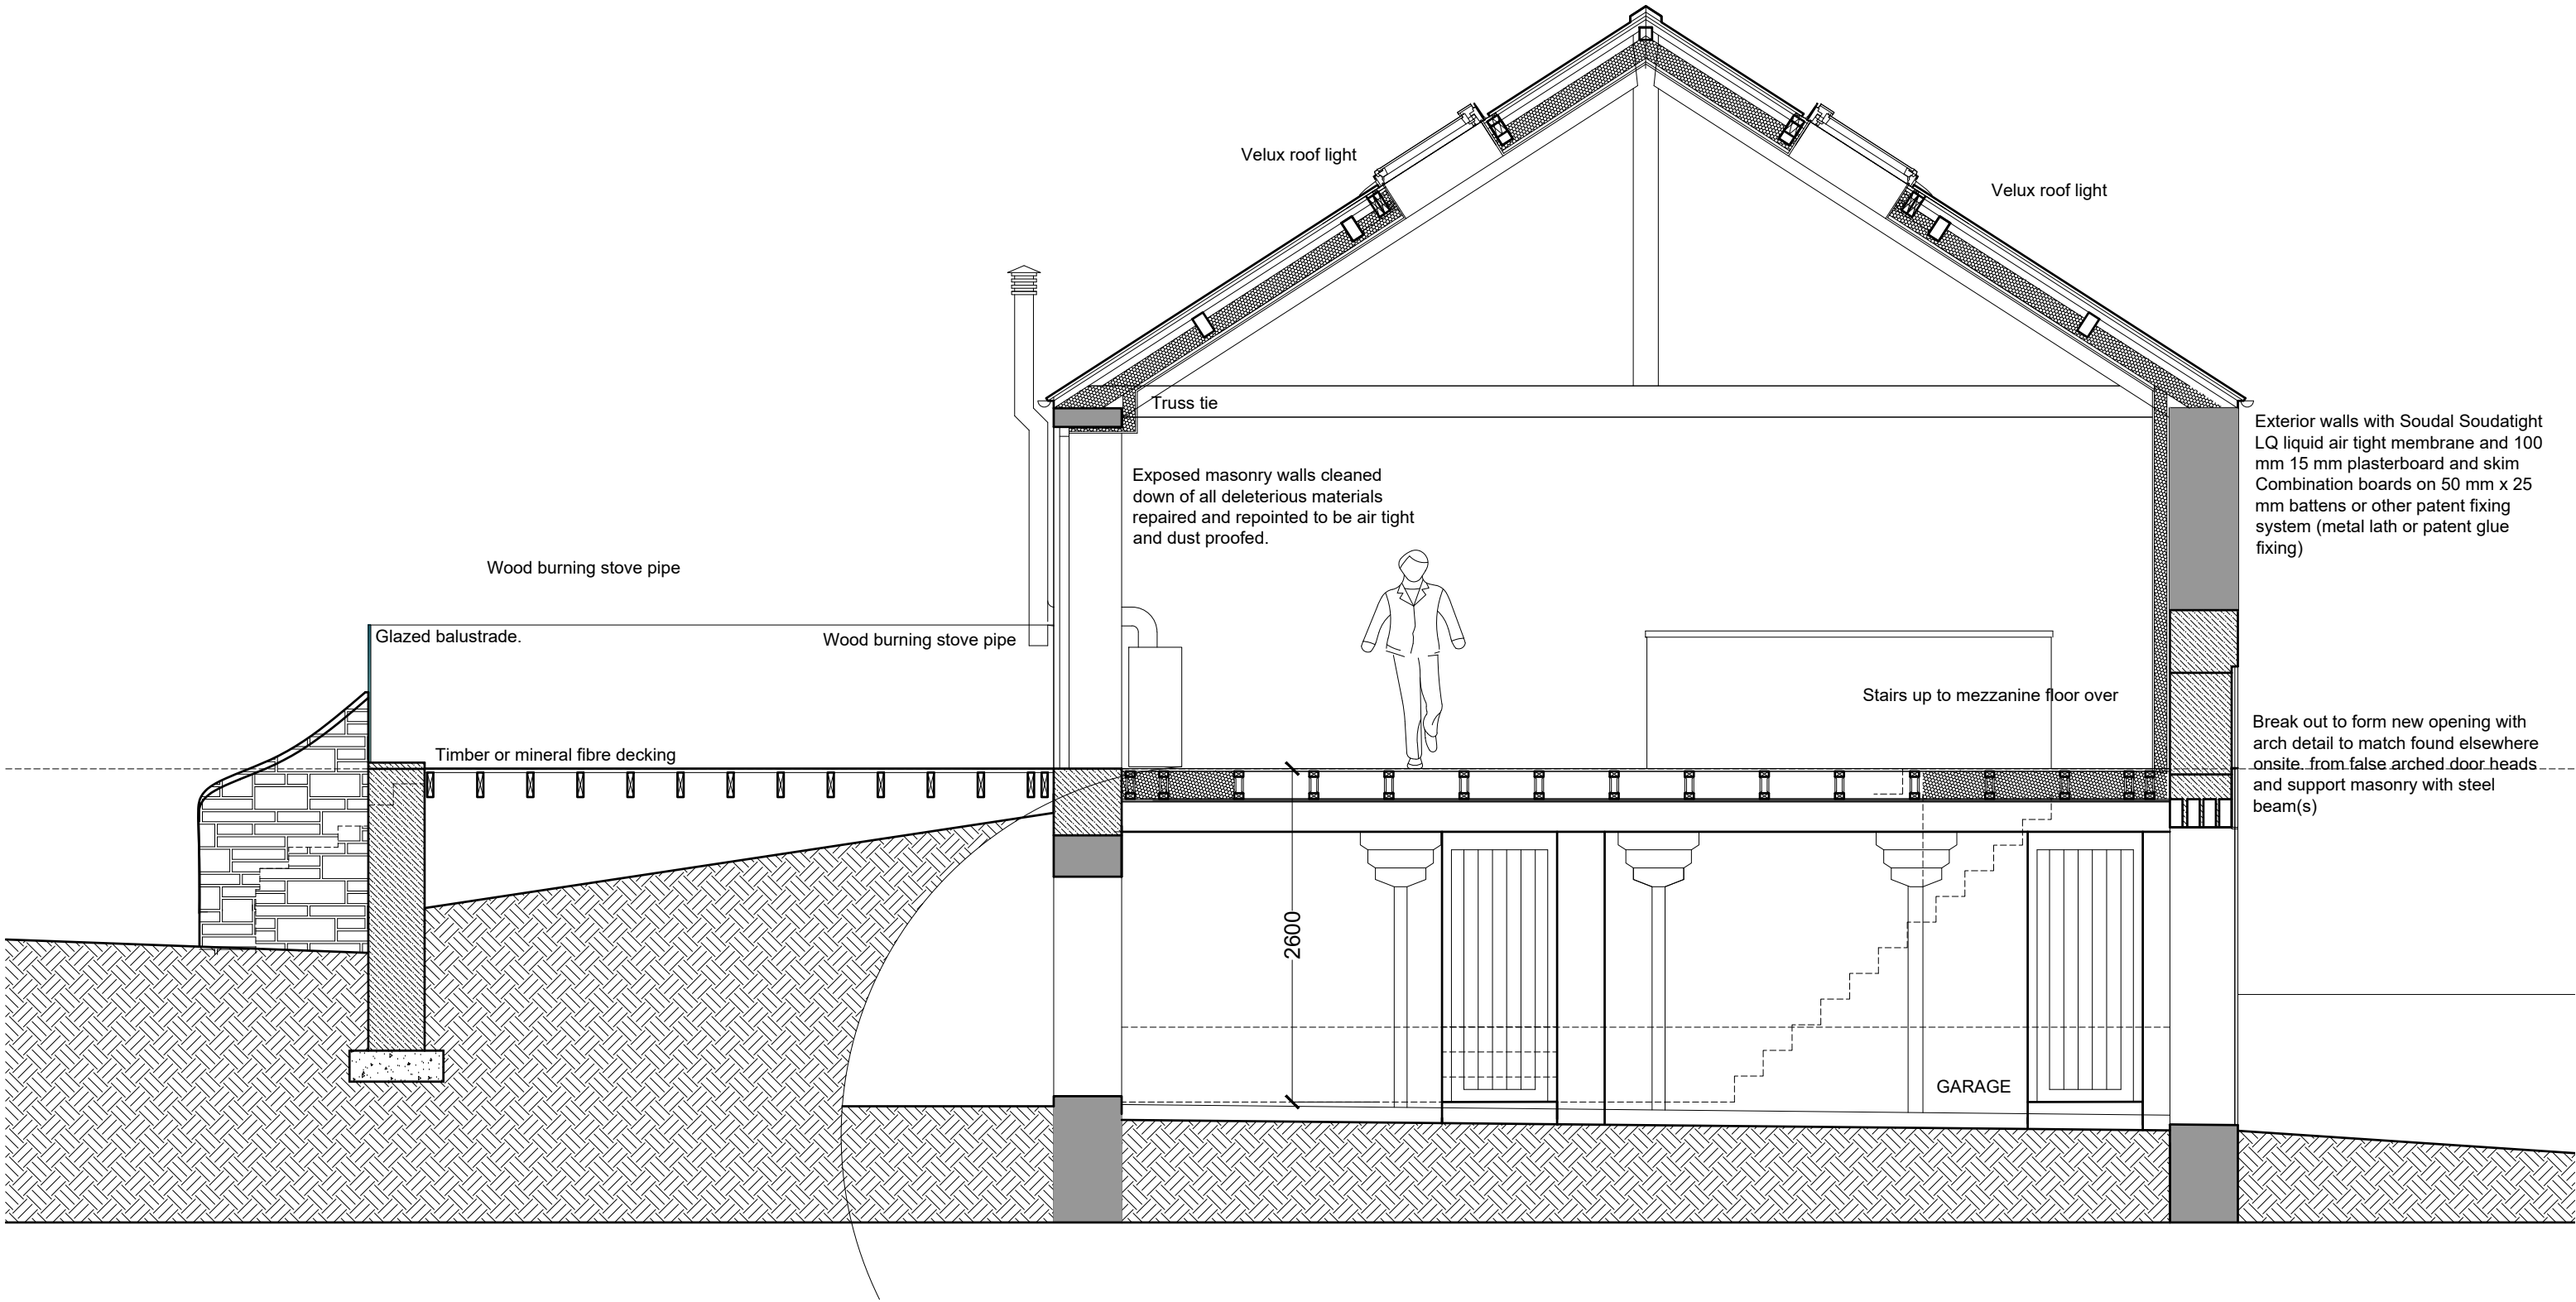 Velux roof light
Velux roof light
Truss tie
Exterior walls with Soudal Soudatight
LQ liquid air tight membrane and 100
mm 15 mm plasterboard and skim
Combination boards on 50 mm x 25
mm battens or other patent fixing
system (metal lath or patent glue
fixing)
Exposed masonry walls cleaned
down of all deleterious materials
repaired and repointed to be air tight
and dust proofed.
Wood burning stove pipe
Glazed balustrade.
Wood burning stove pipe
Stairs up to mezzanine floor over
Break out to form new opening with
arch detail to match found elsewhere
onsite. from false arched door heads
and support masonry with steel
beam(s)
Timber or mineral fibre decking
2600
GARAGE